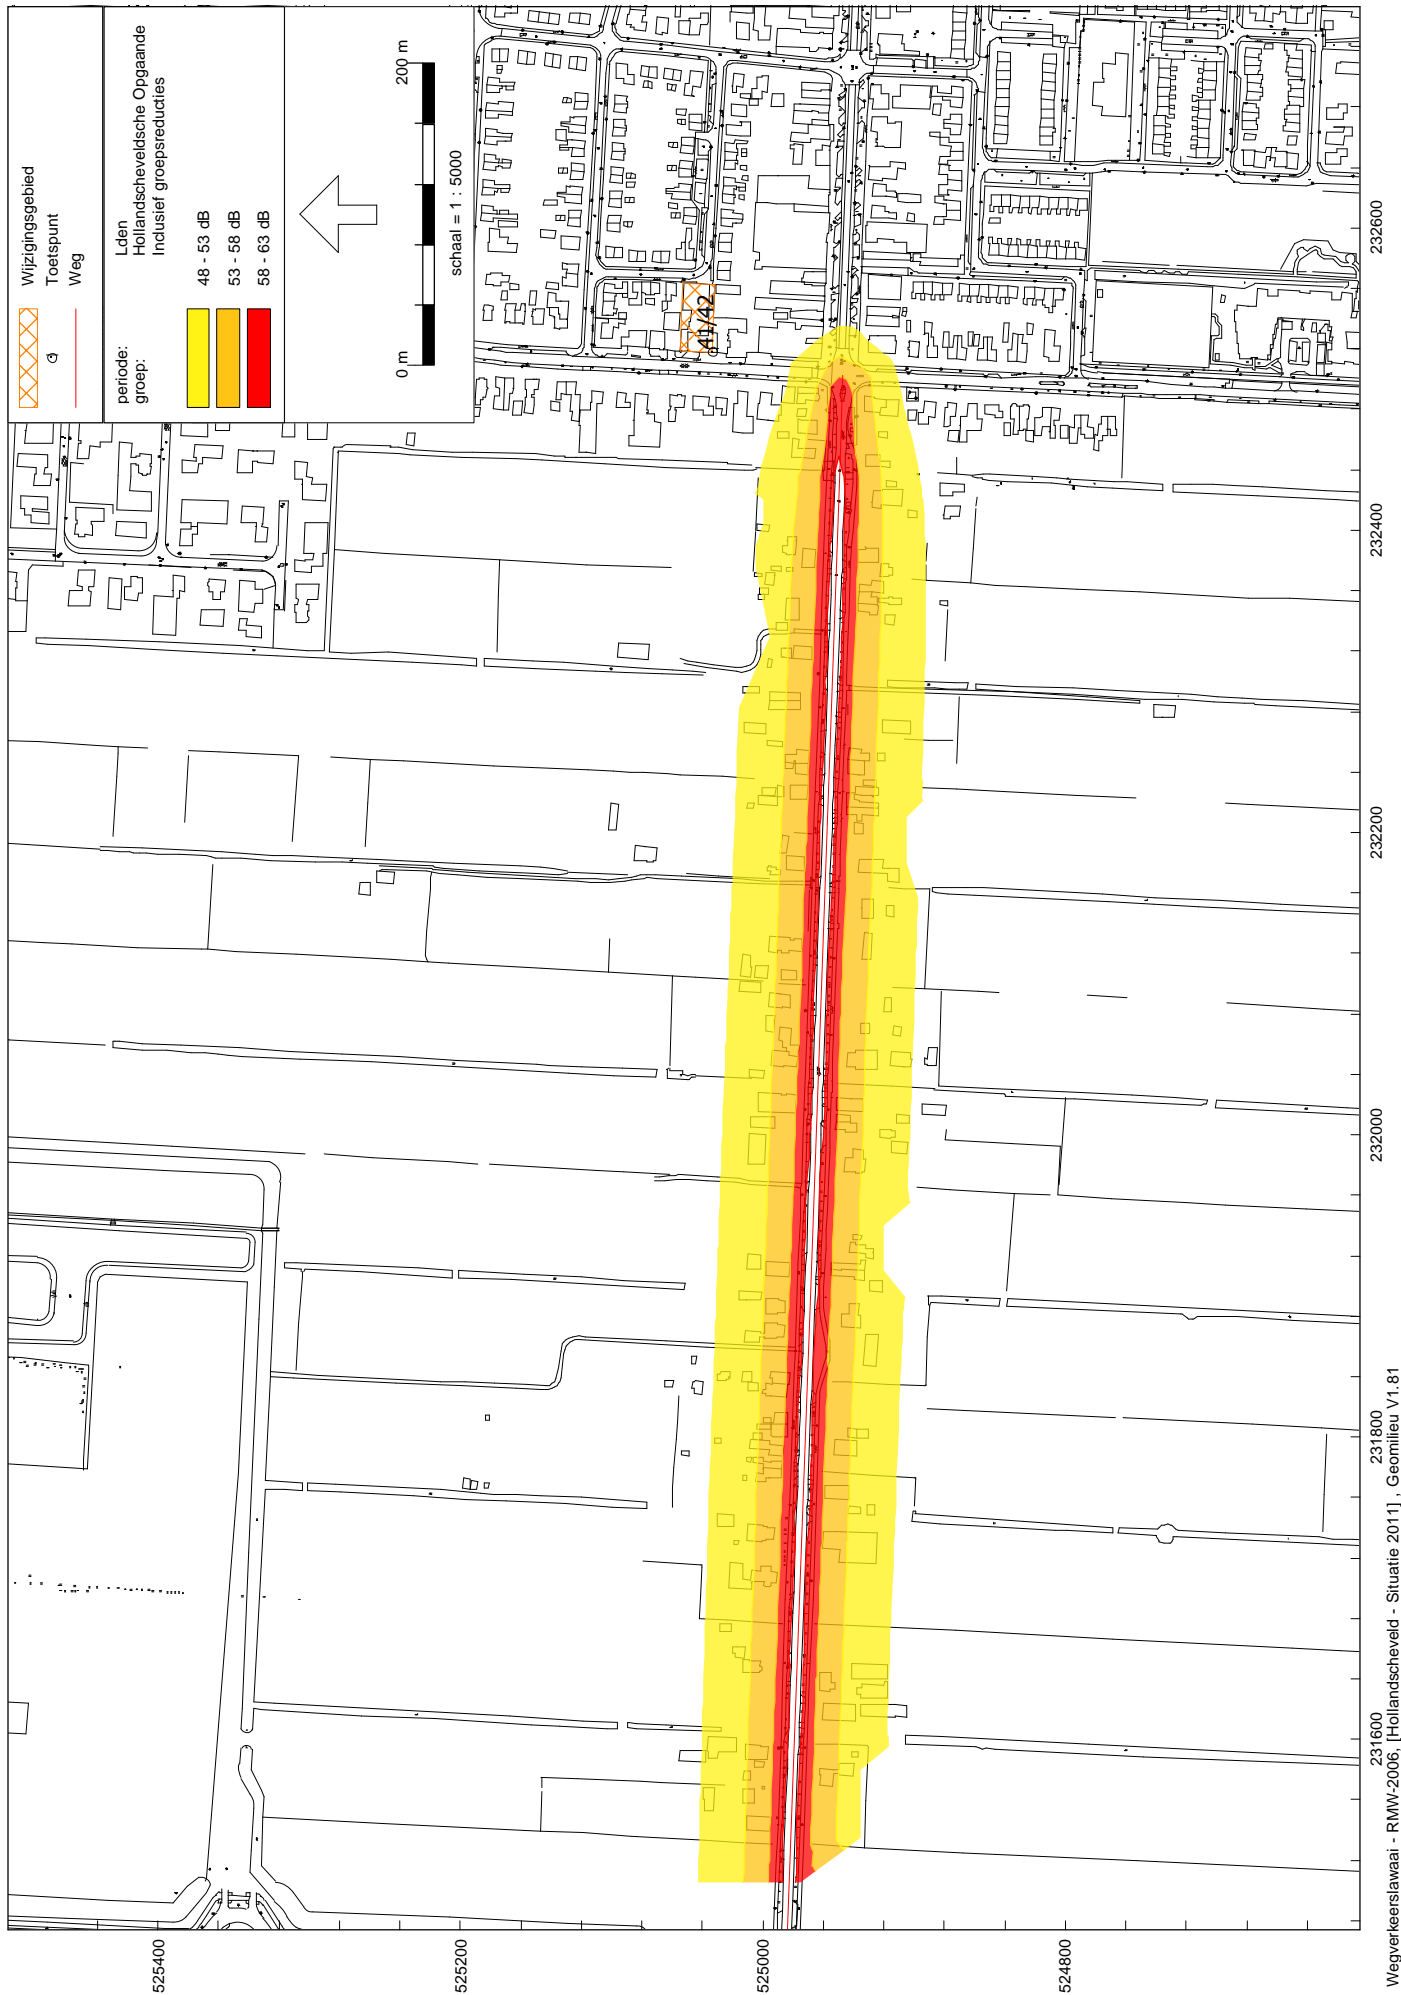 Wijzigingsgebied
Toetspunt
Weg
periode: Lden
groep: Hollandscheveldsche Opgaande
Inclusief groepsreducties
48 - 53 dB
53 - 58 dB
58 - 63 dB
0 m 200 m
schaal = 1 : 5000
41/42
525400
525200
525000
524800
231600 231800 232000 232200 232400 232600
Wegverkeerslawaai - RMW-2006, [Hollandscheveld - Situatie 2011] , Geomilieu V1.81